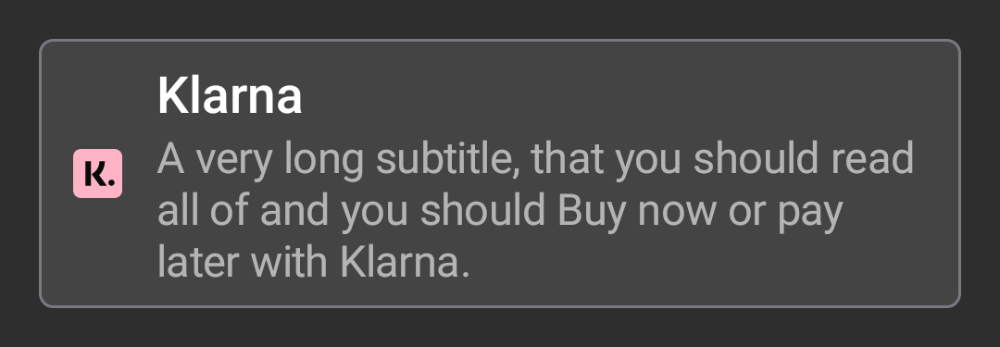 Klarna
K.
A very long subtitle, that you should read
all of and you should Buy now or pay
later with Klarna.